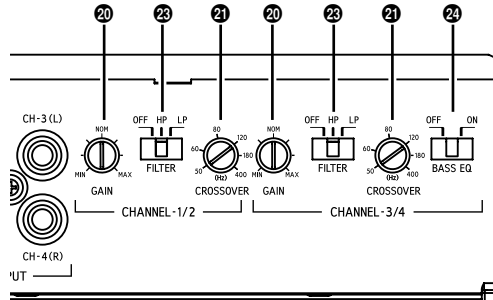 20 23 21 20 23 21 24
CH-3(L)
NOM OFF HP LP 80 120 60 180 50 (Hz) 400 NOM OFF HP LP 80 120 60 180 50 (Hz) 400 OFF ON
MIN MAX FILTER MIN MAX FILTER BASS EQ
GAIN CROSSOVER GAIN CROSSOVER
CHANNEL-1/2 CHANNEL-3/4
CH-4(R)
PUT